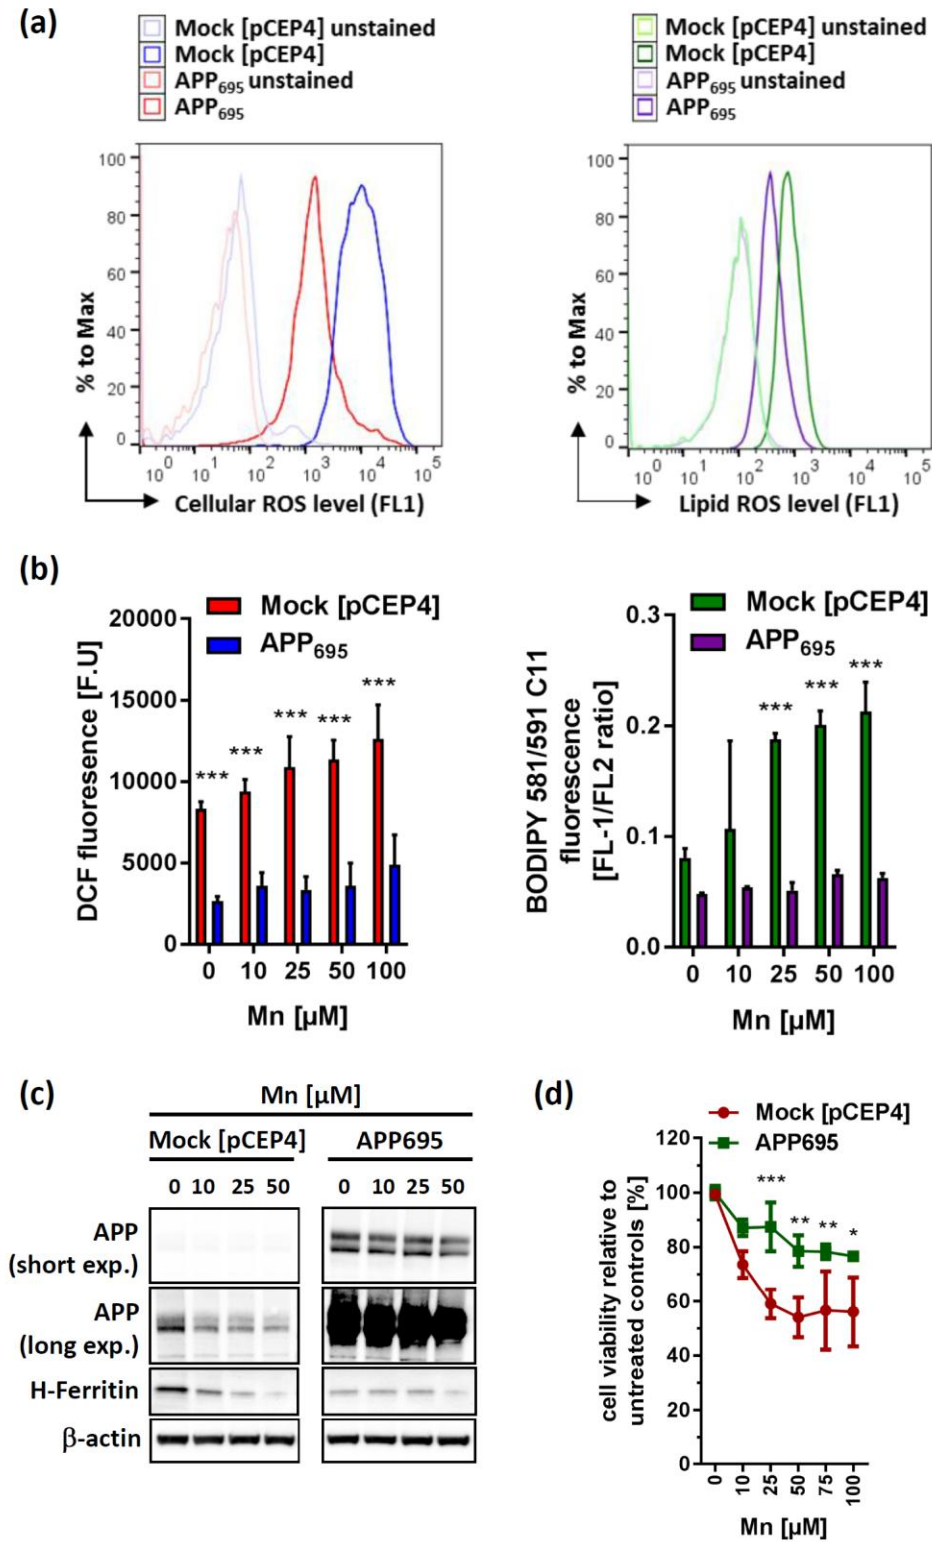 (a)
Mock [pCEP4] unstained
Mock [pCEP4]
APP695 unstained
APP695
Mock [pCEP4] unstained
Mock [pCEP4]
APP695 unstained
APP695
% to Max
100
80
60
40
20
0
10^0 10^1 10^2 10^3 10^4 10^5
Cellular ROS level (FL1)
% to Max
100
80
60
40
20
0
10^0 10^1 10^2 10^3 10^4 10^5
Lipid ROS level (FL1)
(b)
Mock [pCEP4]
APP695
DCF fluoresence [F.U]
20000
15000
10000
5000
0
*** *** *** *** ***
0 10 25 50 100
Mn [µM]
Mock [pCEP4]
APP695
BODIPY 581/591 C11
fluorescence
[FL-1/FL2 ratio]
0.3
0.2
0.1
0.0
*** *** ***
0 10 25 50 100
Mn [µM]
(c)
Mn [µM]
Mock [pCEP4] APP695
0 10 25 50 0 10 25 50
APP
(short exp.)
APP
(long exp.)
H-Ferritin
β-actin
(d)
Mock [pCEP4]
APP695
cell viability relative to
untreated controls [%]
120
100
80
60
40
20
0
*** ** ** *
0 10 25 50 75 100
Mn [µM]